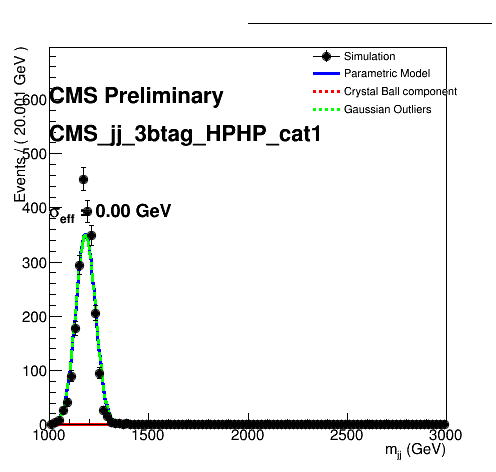 Simulation
Parametric Model
Crystal Ball component
Gaussian Outliers
Events / ( 20.001 GeV )
CMS Preliminary
CMS_jj_3btag_HPHP_cat1
σeff = 0.00 GeV
600
500
400
300
200
100
0
1000 1500 2000 2500 3000
mjj (GeV)